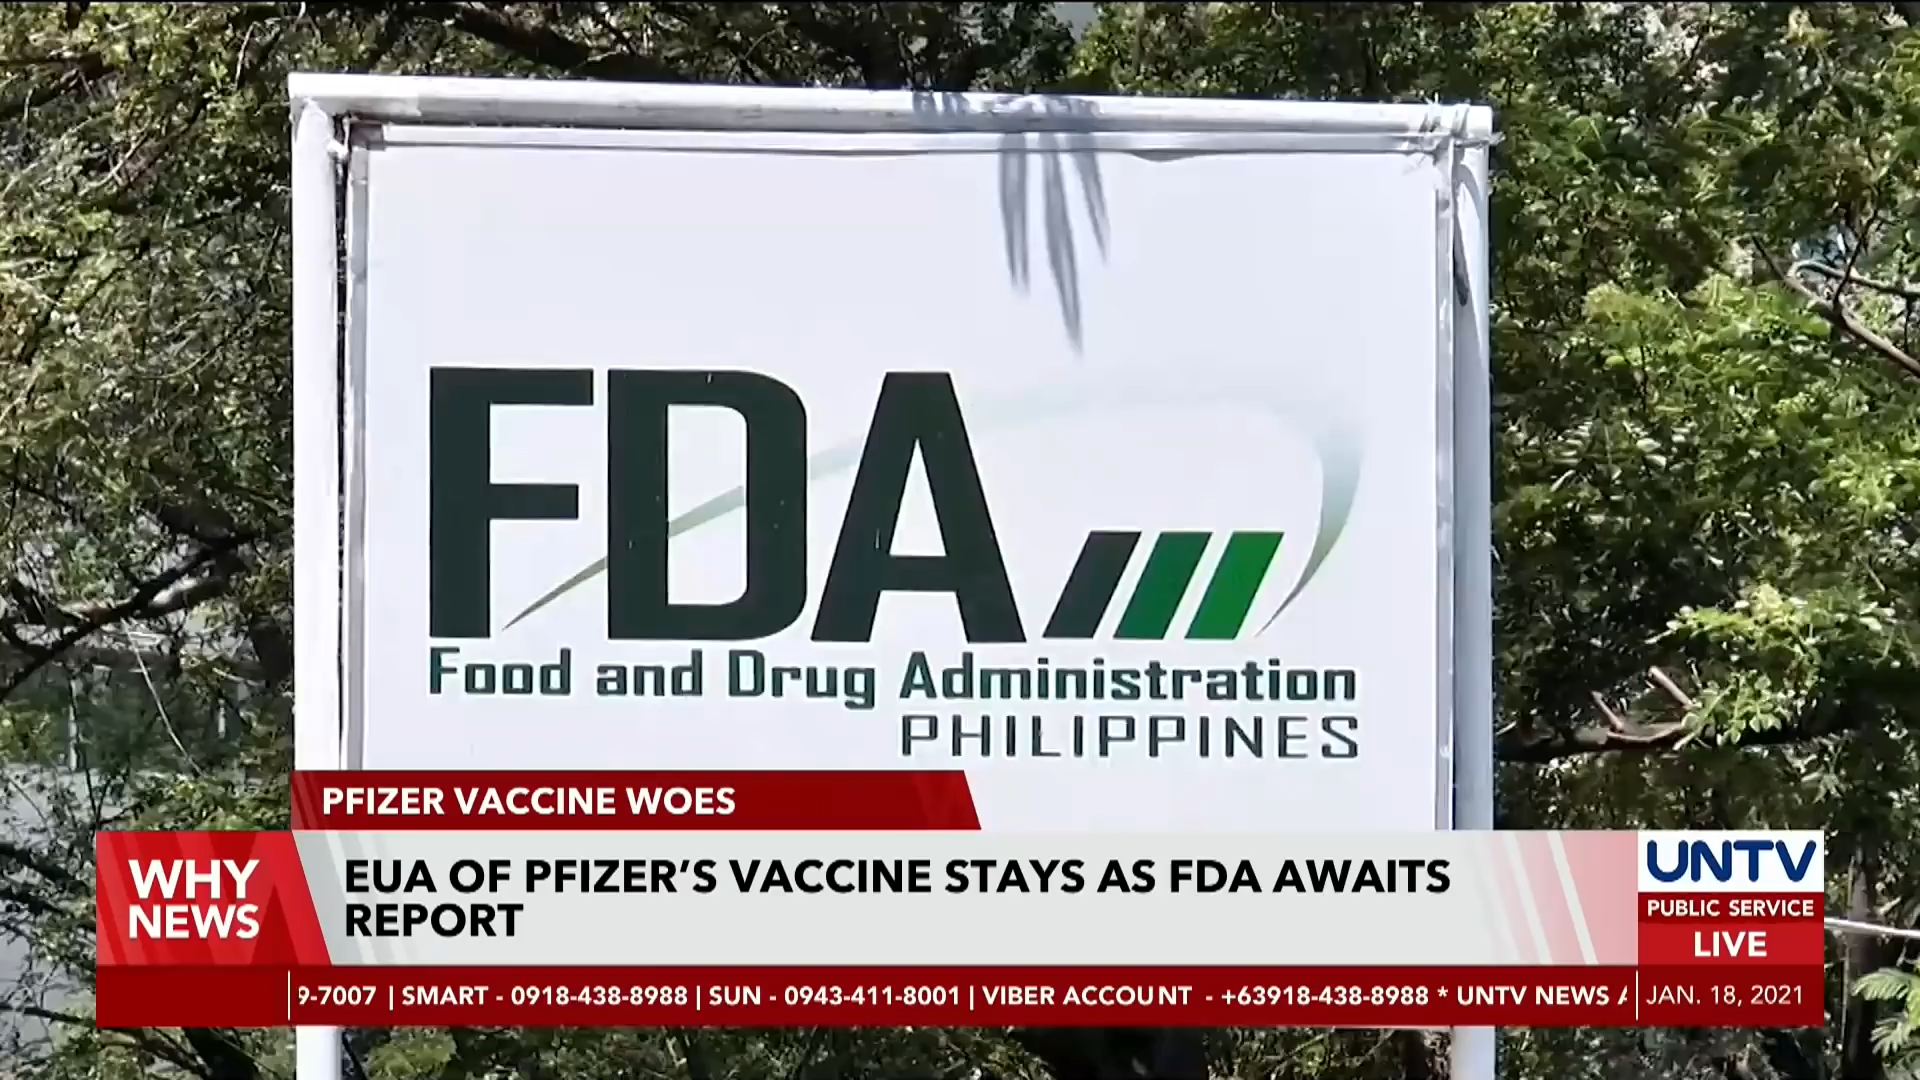 FDA
Food and Drug Administration
PHILIPPINES
PFIZER VACCINE WOES
WHY
NEWS
EUA OF PFIZER'S VACCINE STAYS AS FDA AWAITS
REPORT
UNTV
PUBLIC SERVICE
LIVE
9-7007 | SMART - 0918-438-8988 | SUN - 0943-411-8001 | VIBER ACCOUNT - +63918-438-8988 * UNTV NEWS
JAN. 18, 2021